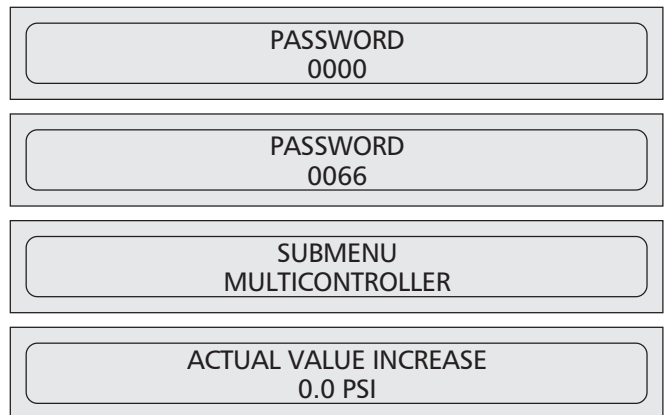 PASSWORD
0000
PASSWORD
0066
SUBMENU
MULTICONTROLLER
ACTUAL VALUE INCREASE
0.0 PSI